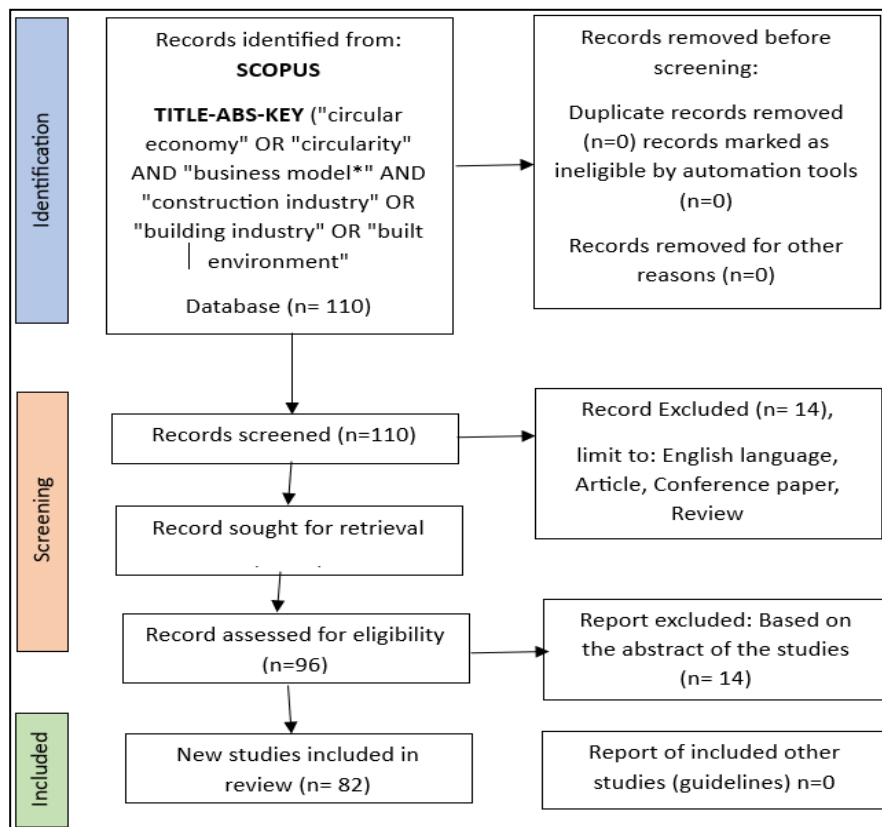 Identification
Records identified from:
SCOPUS
TITLE-ABS-KEY ("circular
economy" OR "circularity"
AND "business model*" AND
"construction industry" OR
"building industry" OR "built
environment"
Database (n= 110)
Records removed before
screening:
Duplicate records removed
(n=0) records marked as
ineligible by automation tools
(n=0)
Records removed for other
reasons (n=0)
Screening
Records screened (n=110)
Record Excluded (n= 14),
limit to: English language,
Article, Conference paper,
Review
Record sought for retrieval
Record assessed for eligibility
(n=96)
Report excluded: Based on
the abstract of the studies
(n= 14)
Included
New studies included in
review (n= 82)
Report of included other
studies (guidelines) n=0